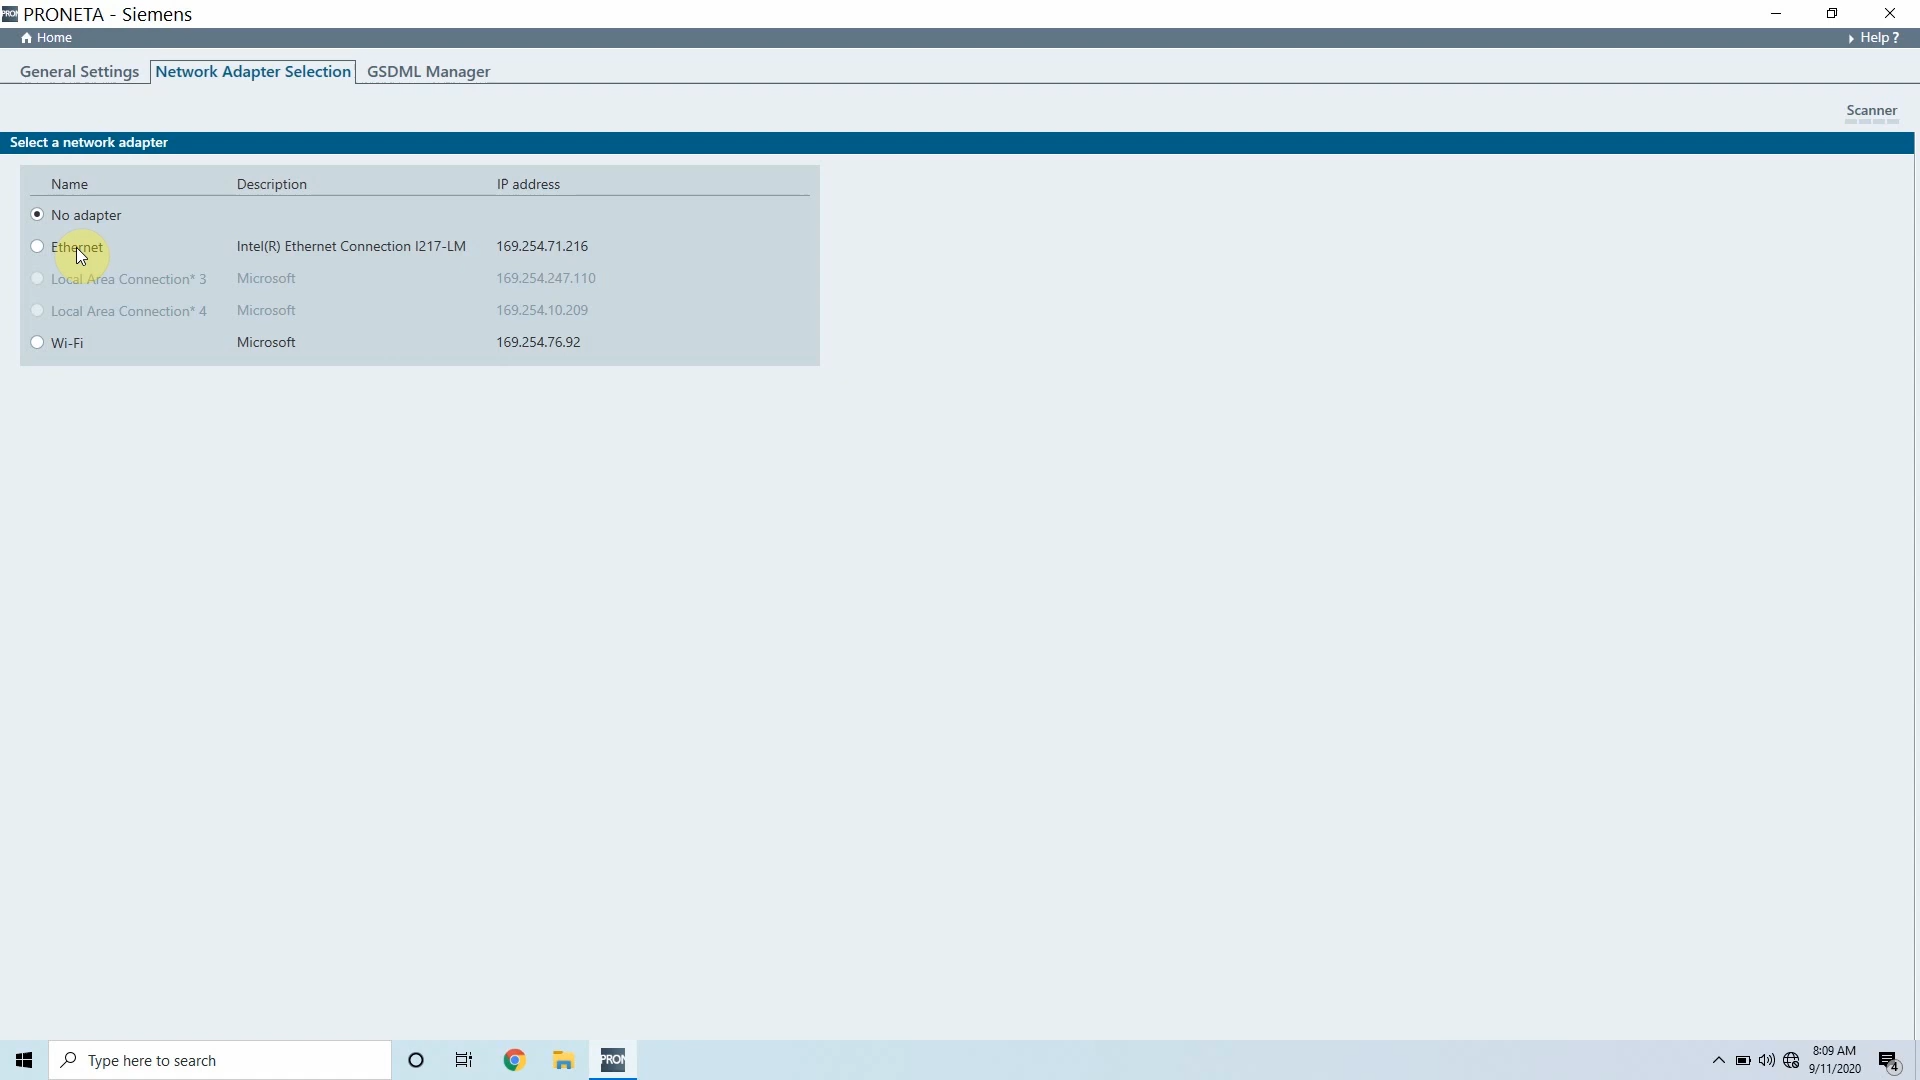 PRONETA - Siemens
Home
Help ?
General Settings
Network Adapter Selection
GSDML Manager
Scanner
Select a network adapter
Name Description IP address
No adapter
Ethernet Intel(R) Ethernet Connection I217-LM 169.254.71.216
Local Area Connection* 3 Microsoft 169.254.247.110
Local Area Connection* 4 Microsoft 169.254.10.209
Wi-Fi Microsoft 169.254.76.92
Type here to search
PRON
8:09 AM
9/11/2020
4